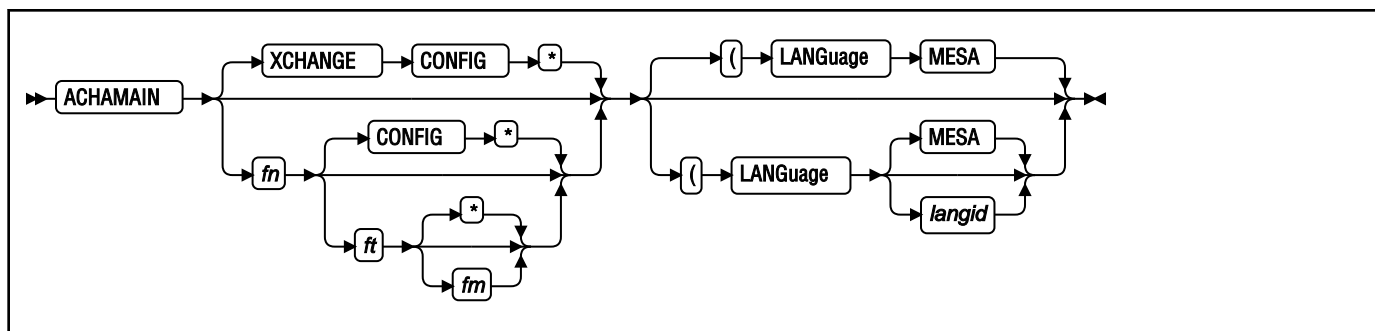 XCHANGE CONFIG * ( LANGuage MESA
ACHAMAIN
CONFIG * MESA
fn ( LANGuage
* langid
ft
fm